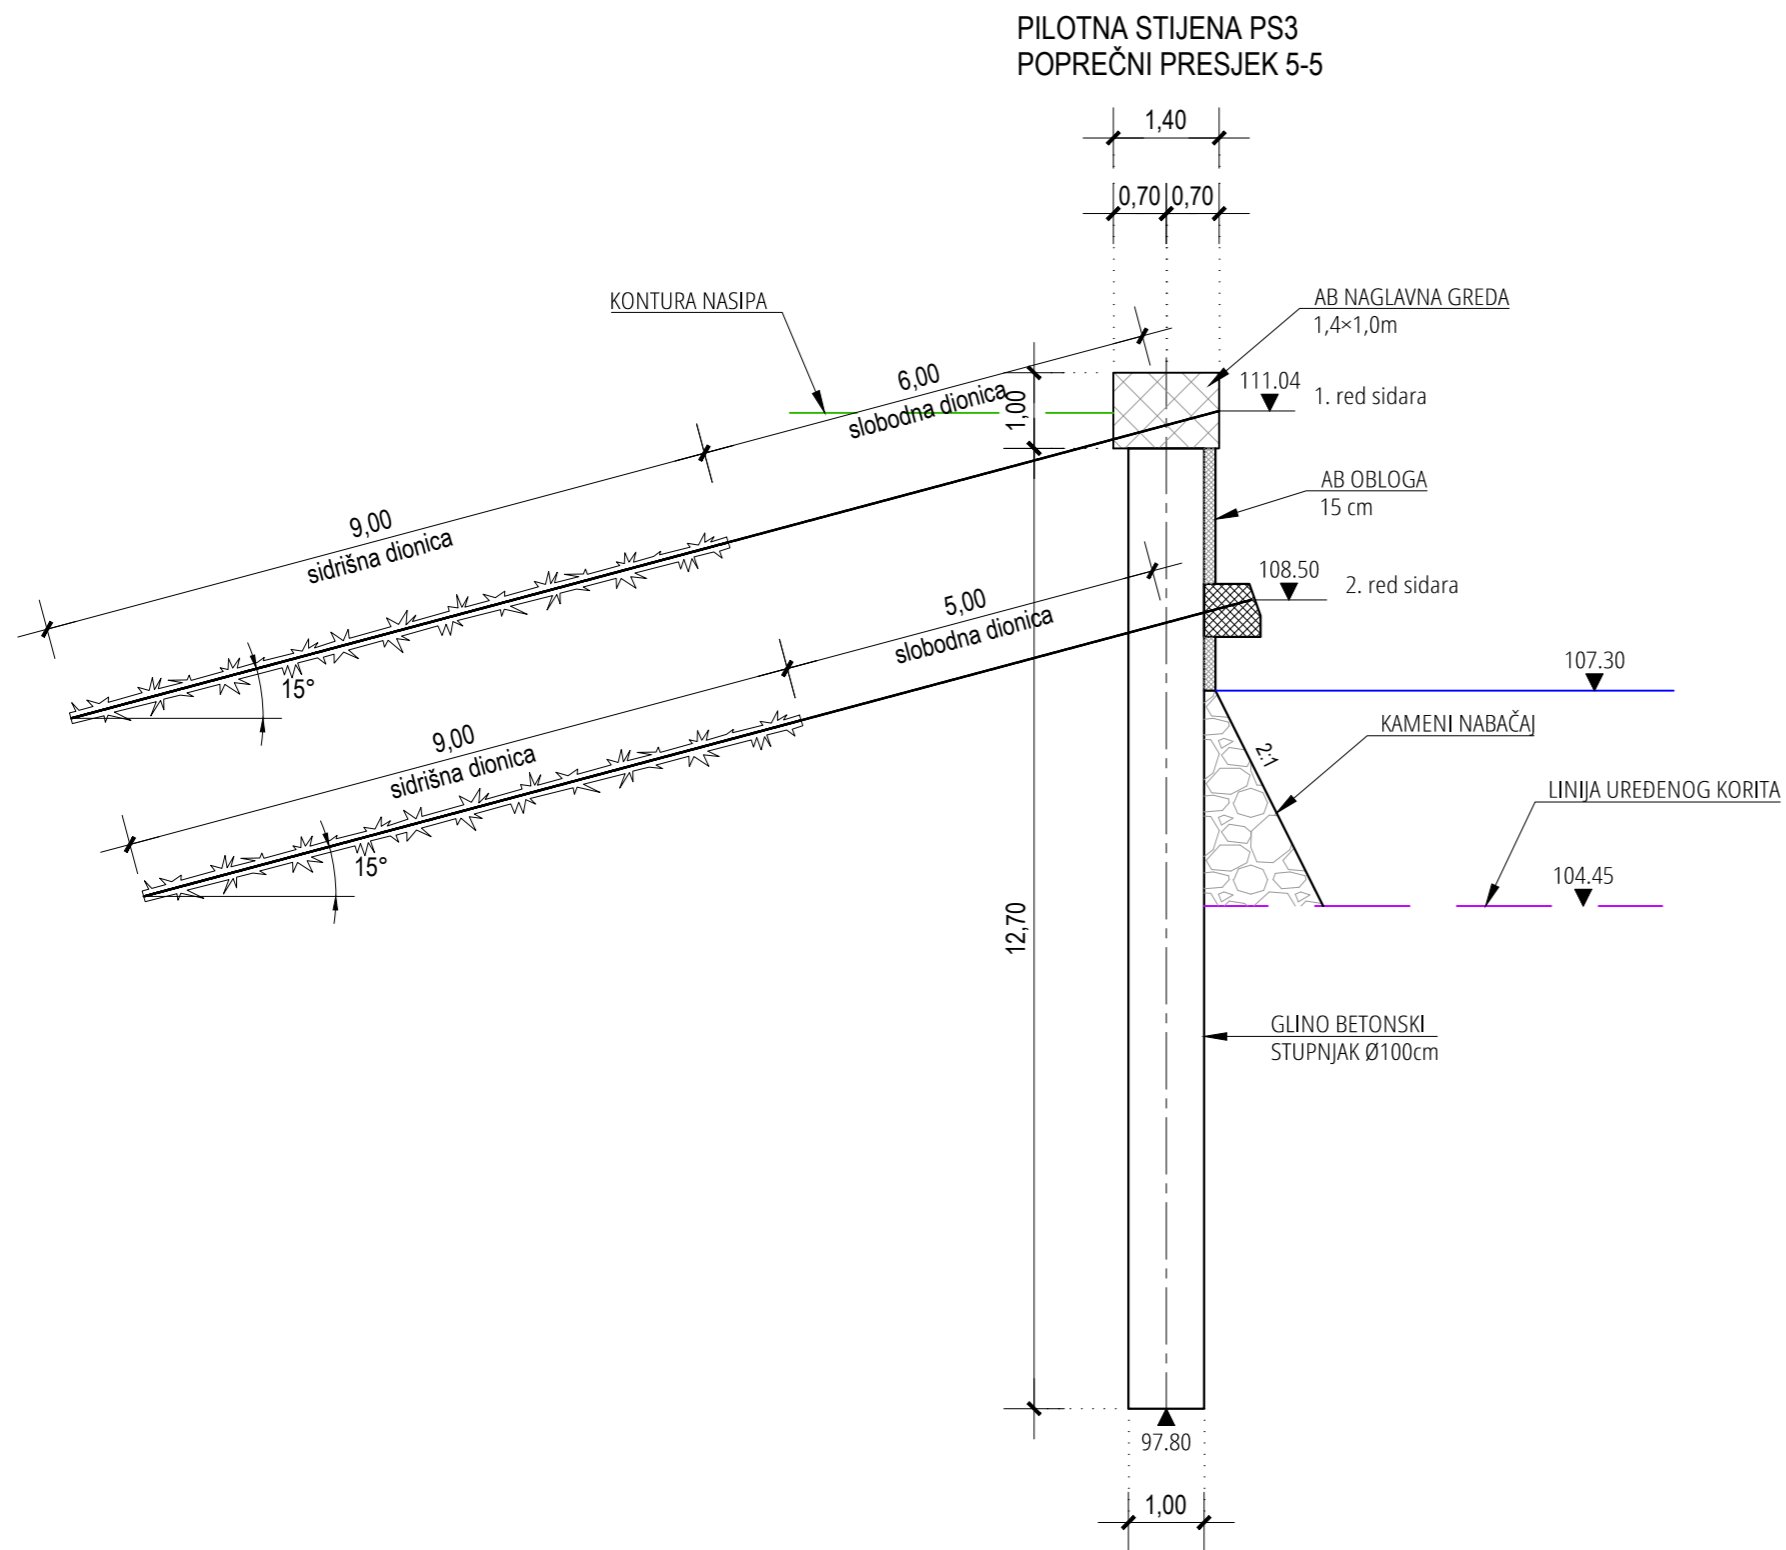 PILOTNA STIJENA PS3
POPREČNI PRESJEK 5-5
1,40
0,70
0,70
KONTURA NASIPA
AB NAGLAVNA GREDA
1,4×1,0m
6,00
slobodna dionica
1,00
111.04
1. red sidara
9,00
sidrišna dionica
AB OBLOGA
15 cm
108.50
2. red sidara
5,00
slobodna dionica
15°
107.30
9,00
sidrišna dionica
KAMENI NABAČAJ
2:1
LINIJA UREĐENOG KORITA
15°
104.45
12,70
GLINO BETONSKI
STUPNJAK Ø100cm
97.80
1,00